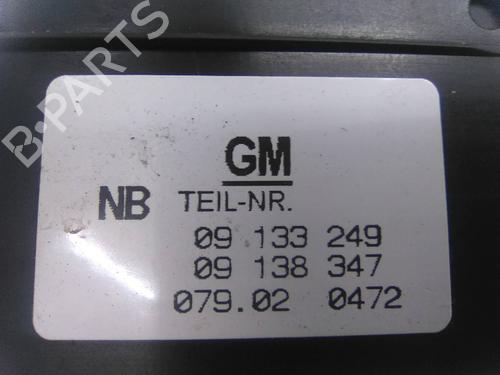 B-PARTS
GM
NB TEIL-NR.
09 133 249
09 138 347
079.02 0472